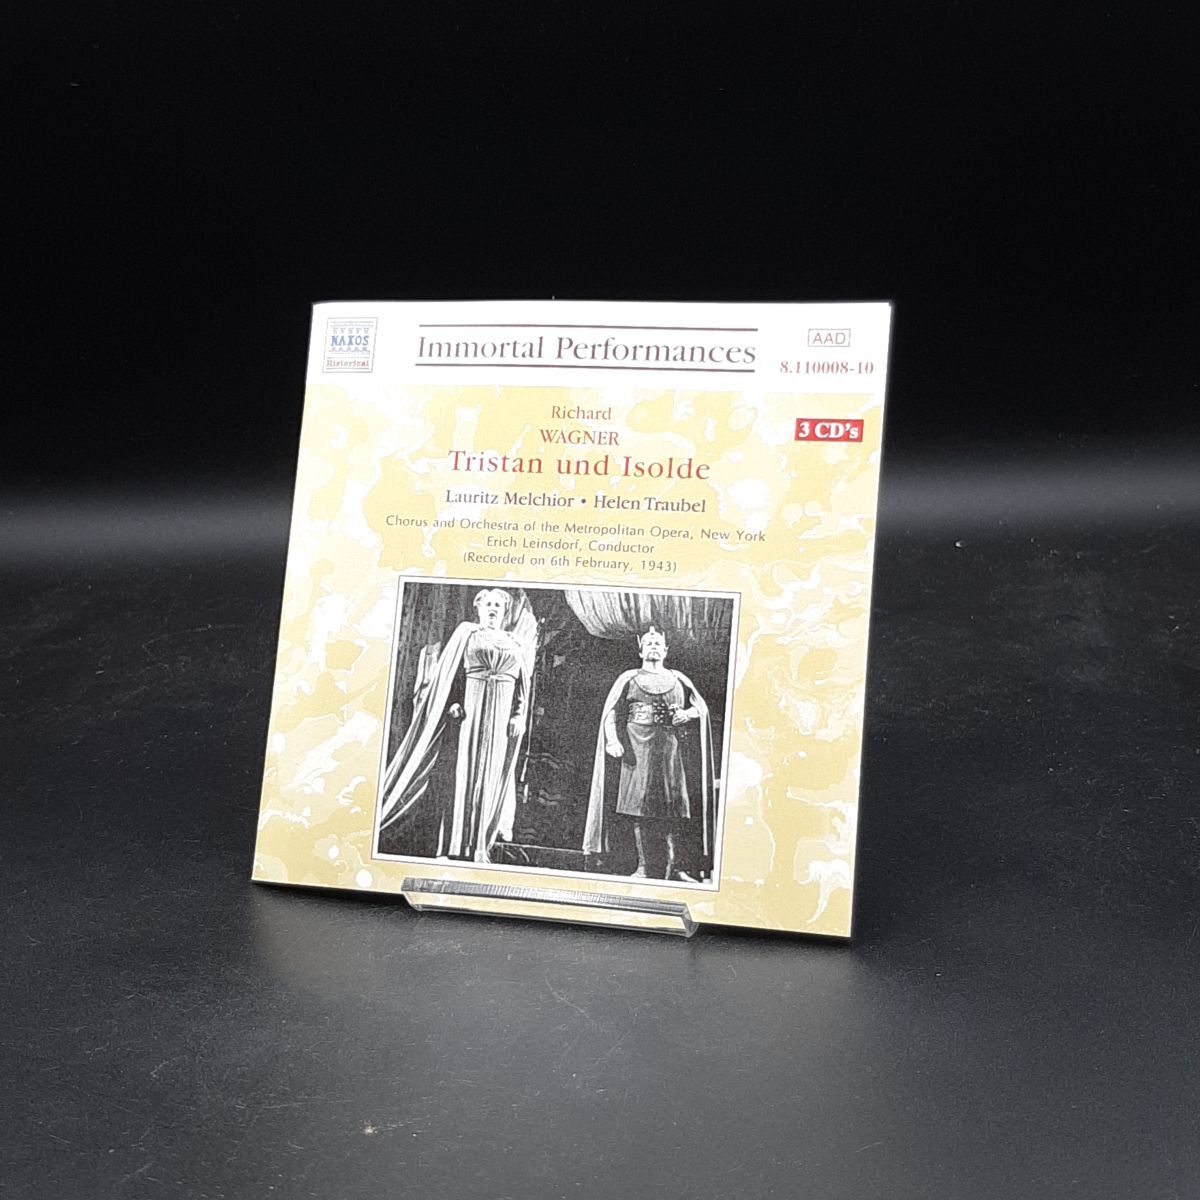 NAXOS
Historical
Immortal Performances
AAD
8.110008-10
3 CD's
Richard
WAGNER
Tristan und Isolde
Lauritz Melchior • Helen Traubel
Chorus and Orchestra of the Metropolitan Opera, New York
Erich Leinsdorf, Conductor
(Recorded on 6th February, 1943)